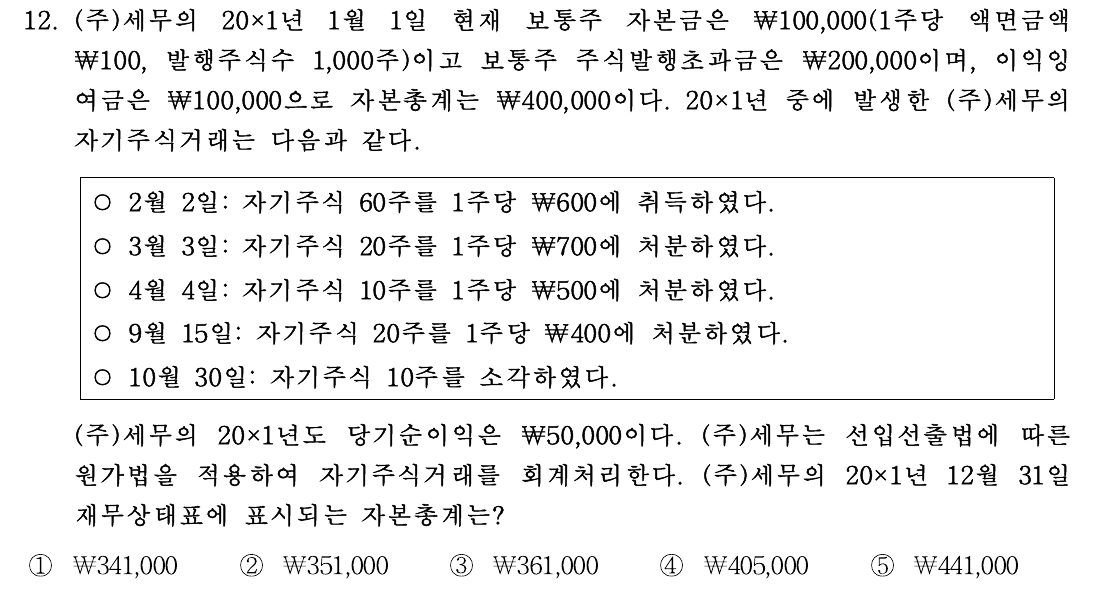 12. (주)세무의 20×1년 1월 1일 현재 보통주 자본금은 ₩100,000(1주당 액면금액
₩100, 발행주식수 1,000주)이고 보통주 주식발행초과금은 ₩200,000이며, 이익잉
여금은 ₩100,000으로 자본총계는 ₩400,000이다. 20×1년 중에 발생한 (주)세무의
자기주식거래는 다음과 같다.
○ 2월 2일: 자기주식 60주를 1주당 ₩600에 취득하였다.
○ 3월 3일: 자기주식 20주를 1주당 ₩700에 처분하였다.
○ 4월 4일: 자기주식 10주를 1주당 ₩500에 처분하였다.
○ 9월 15일: 자기주식 20주를 1주당 ₩400에 처분하였다.
○ 10월 30일: 자기주식 10주를 소각하였다.
(주)세무의 20×1년도 당기순이익은 ₩50,000이다. (주)세무는 선입선출법에 따른
원가법을 적용하여 자기주식거래를 회계처리한다. (주)세무의 20×1년 12월 31일
재무상태표에 표시되는 자본총계는?
① ₩341,000 ② ₩351,000 ③ ₩361,000 ④ ₩405,000 ⑤ ₩441,000